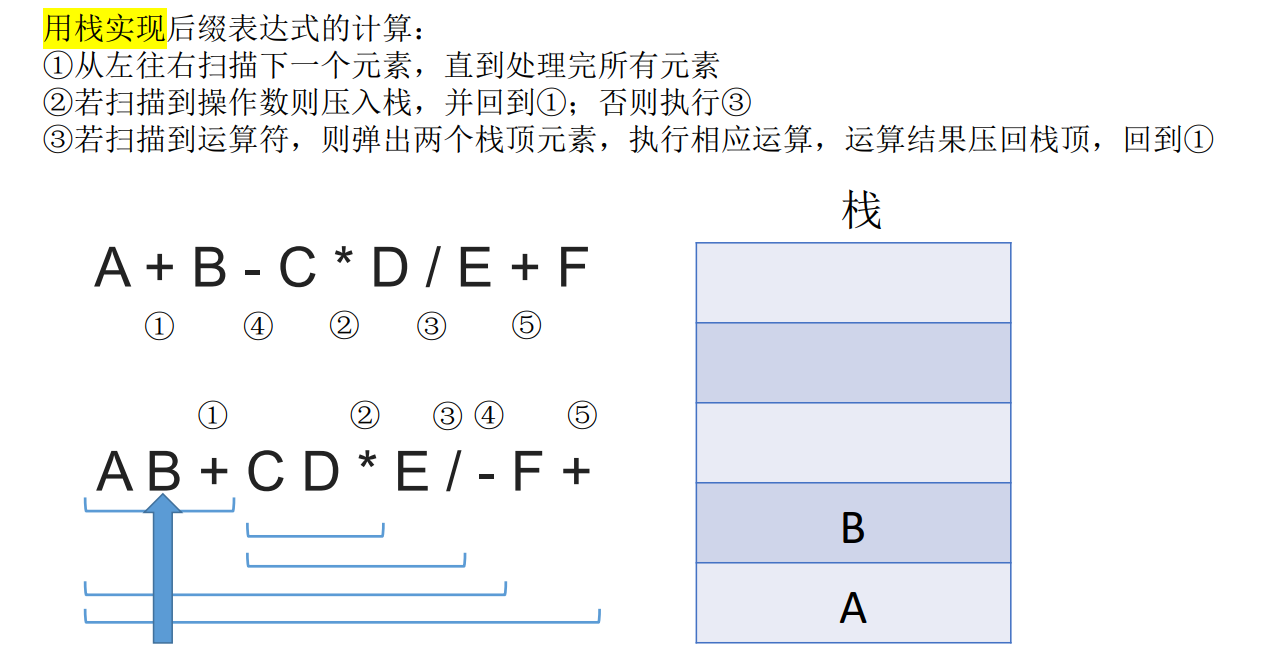 用栈实现后缀表达式的计算：
①从左往右扫描下一个元素，直到处理完所有元素
②若扫描到操作数则压入栈，并回到①；否则执行③
③若扫描到运算符，则弹出两个栈顶元素，执行相应运算，运算结果压回栈顶，回到①
栈
A + B - C * D / E + F
① ④ ② ③ ⑤
① ② ③ ④ ⑤
A B + C D * E / - F +
B
A